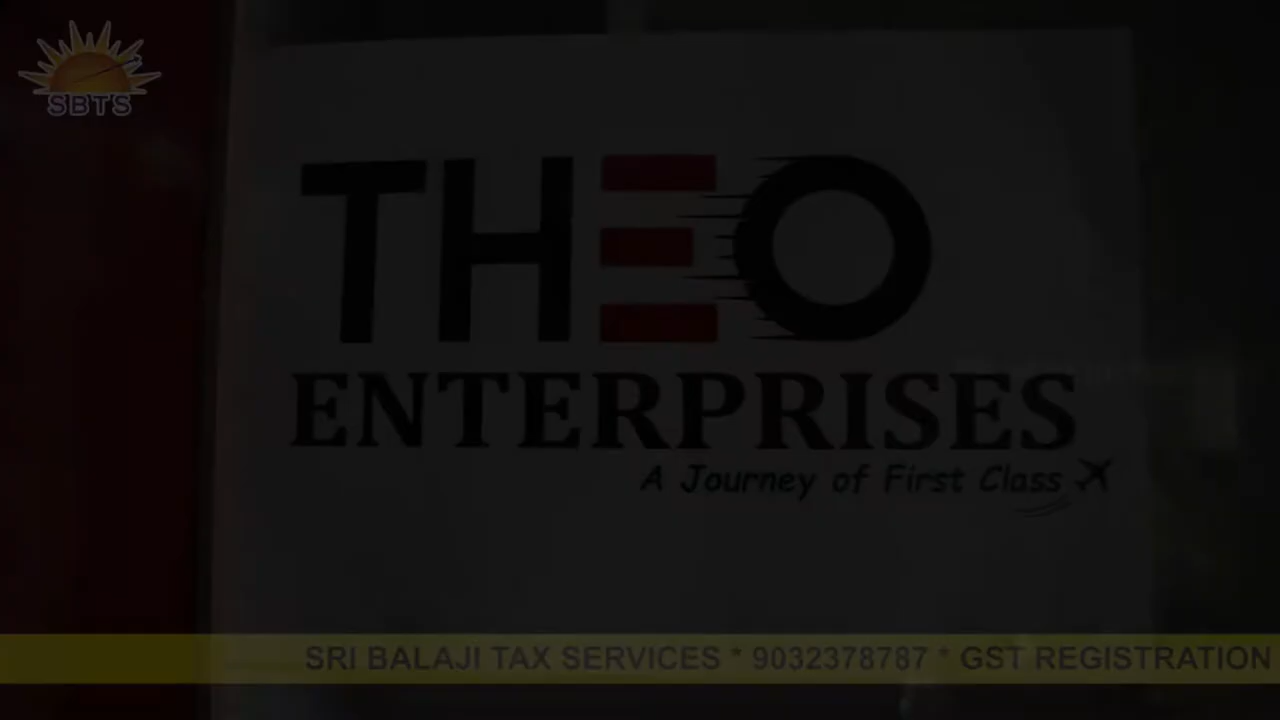 SBTS
THEO
ENTERPRISES
A Journey of First Class
SRI BALAJI TAX SERVICES * 9032378787 * GST REGISTRATION